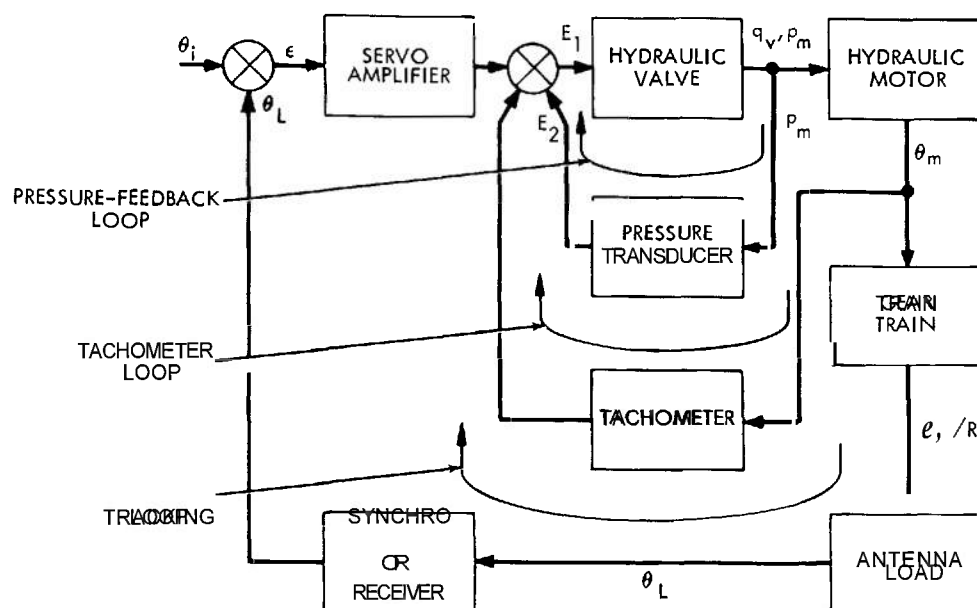 θi
ε
SERVO
AMPLIFIER
E1
HYDRAULIC
VALVE
qv, pm
HYDRAULIC
MOTOR
θL
E2
pm
θm
PRESSURE-FEEDBACK
LOOP
PRESSURE
TRANSDUCER
TRAIN
TACHOMETER
LOOP
TACHOMETER
e, /R
SYNCHRO
OR
RECEIVER
θL
ANTENNA
LOAD